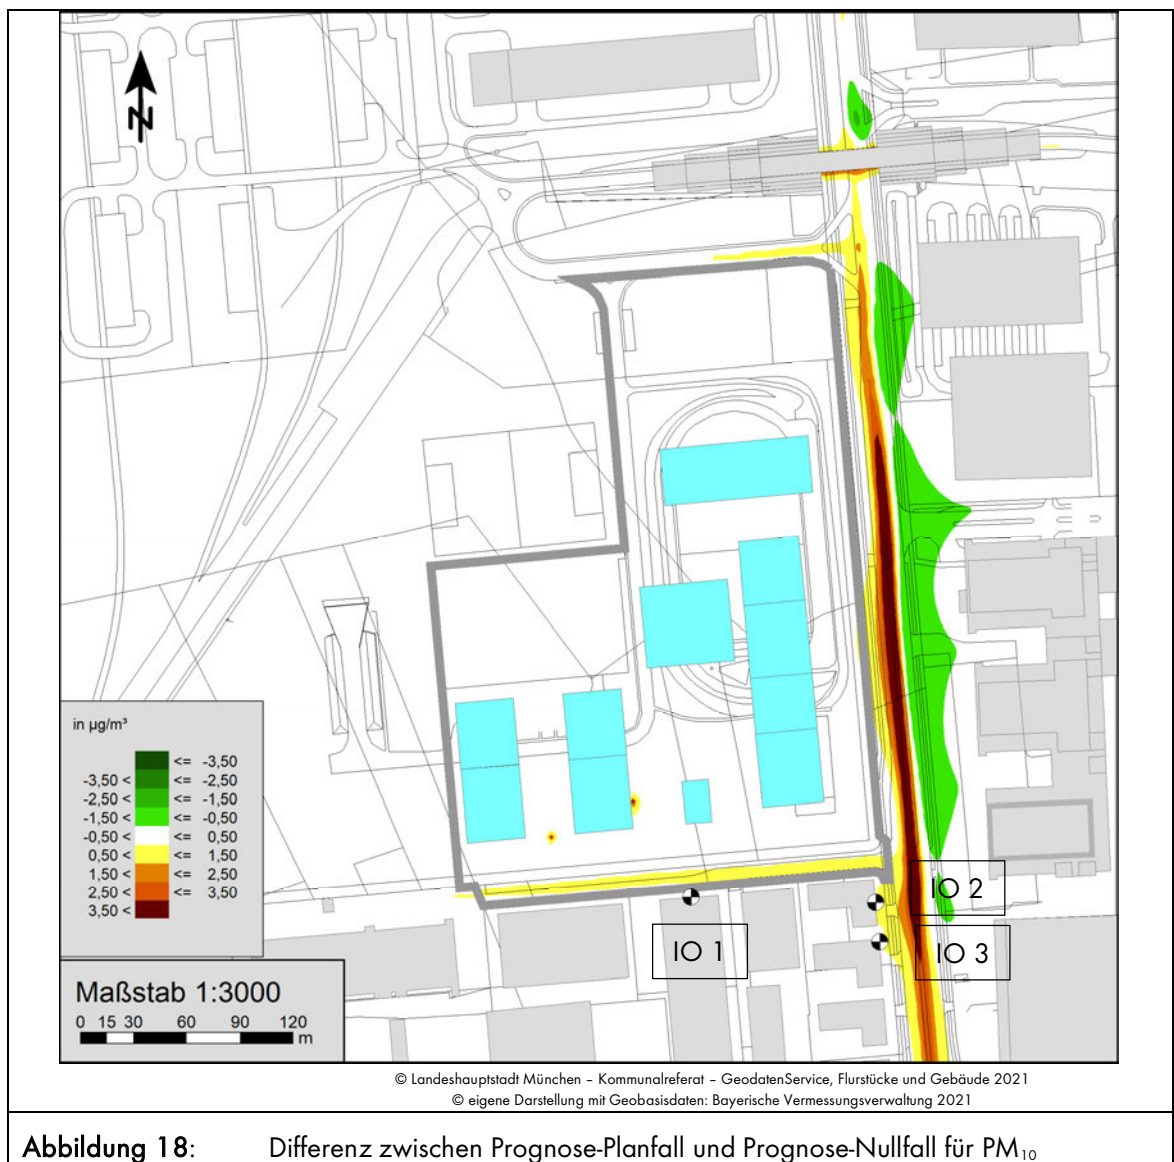 N
in µg/m³
<= -3,50
-3,50 < <= -2,50
-2,50 < <= -1,50
-1,50 < <= -0,50
-0,50 < <= 0,50
0,50 < <= 1,50
1,50 < <= 2,50
2,50 < <= 3,50
3,50 <
IO 2
IO 1
IO 3
Maßstab 1:3000
0 15 30 60 90 120
m
© Landeshauptstadt München – Kommunalreferat – GeodatenService, Flurstücke und Gebäude 2021
© eigene Darstellung mit Geobasisdaten: Bayerische Vermessungsverwaltung 2021
Abbildung 18: Differenz zwischen Prognose-Planfall und Prognose-Nullfall für PM₁₀